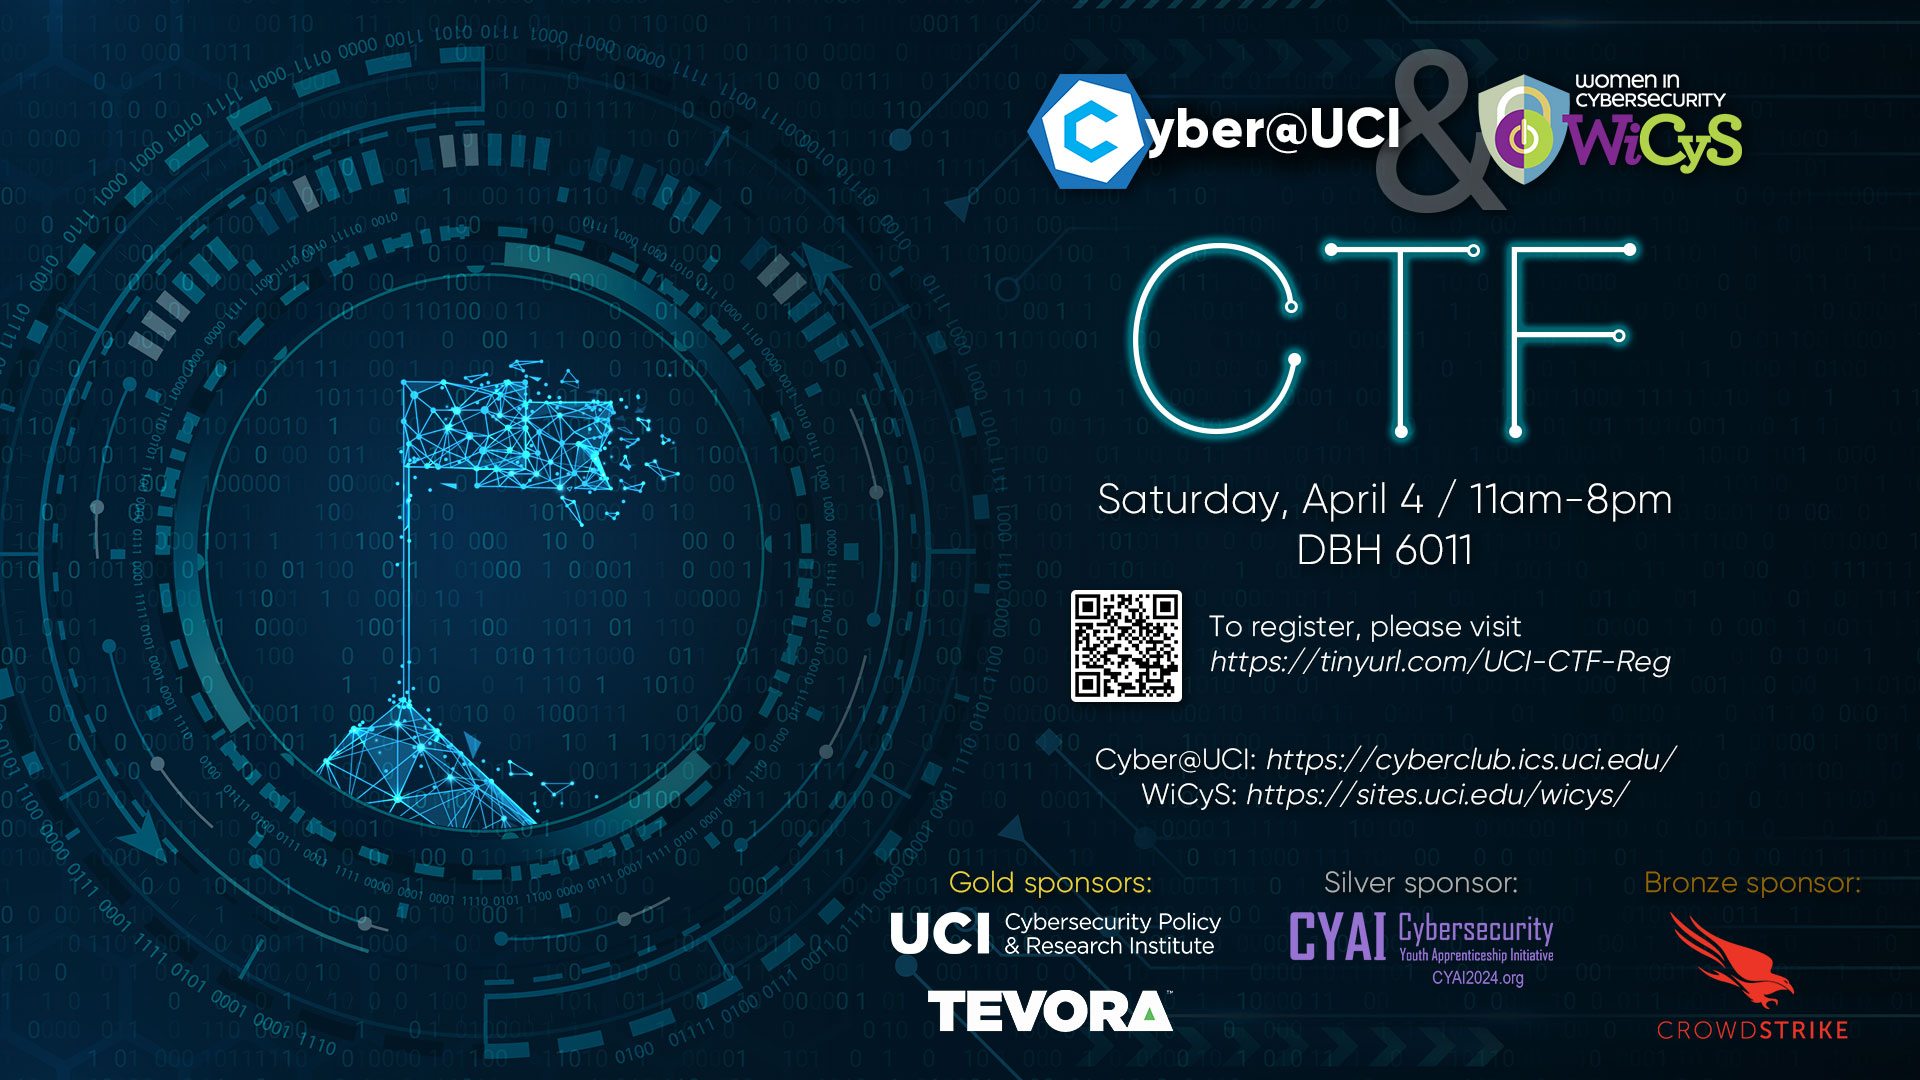 Cyber@UCI
&
WOMEN IN
CYBERSECURITY
WiCyS
CTF
Saturday, April 4 / 11am-8pm
DBH 6011
To register, please visit
https://tinyurl.com/UCI-CTF-Reg
Cyber@UCI: https://cyberclub.ics.uci.edu/
WiCyS: https://sites.uci.edu/wicys/
Gold sponsors:
UCI Cybersecurity Policy
& Research Institute
TEVORA™
Silver sponsor:
CYAI Cybersecurity
Youth Apprenticeship Initiative
CYAI2024.org
Bronze sponsor:
CROWDSTRIKE